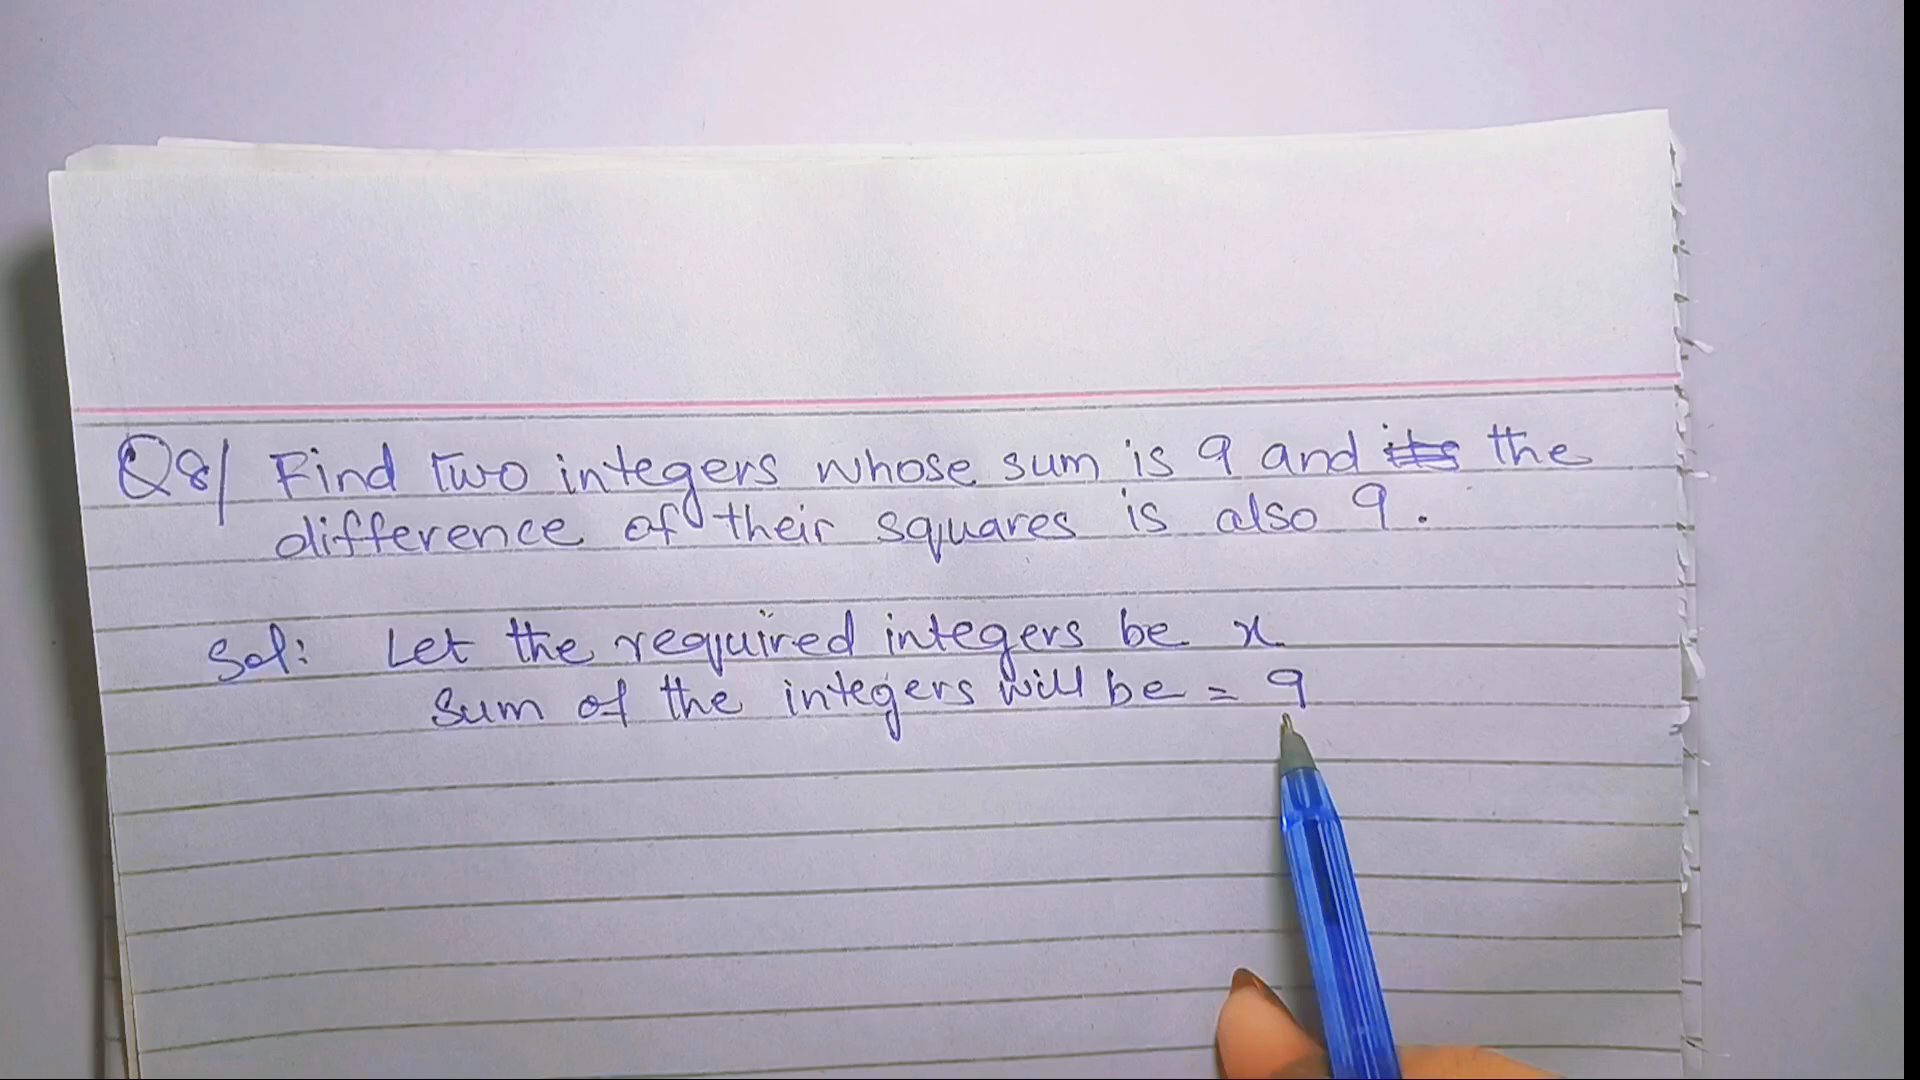 Q8/ Find two integers whose sum is 9 and its the
difference of their squares is also 9.
Sol: Let the required integers be x
Sum of the integers will be = 9